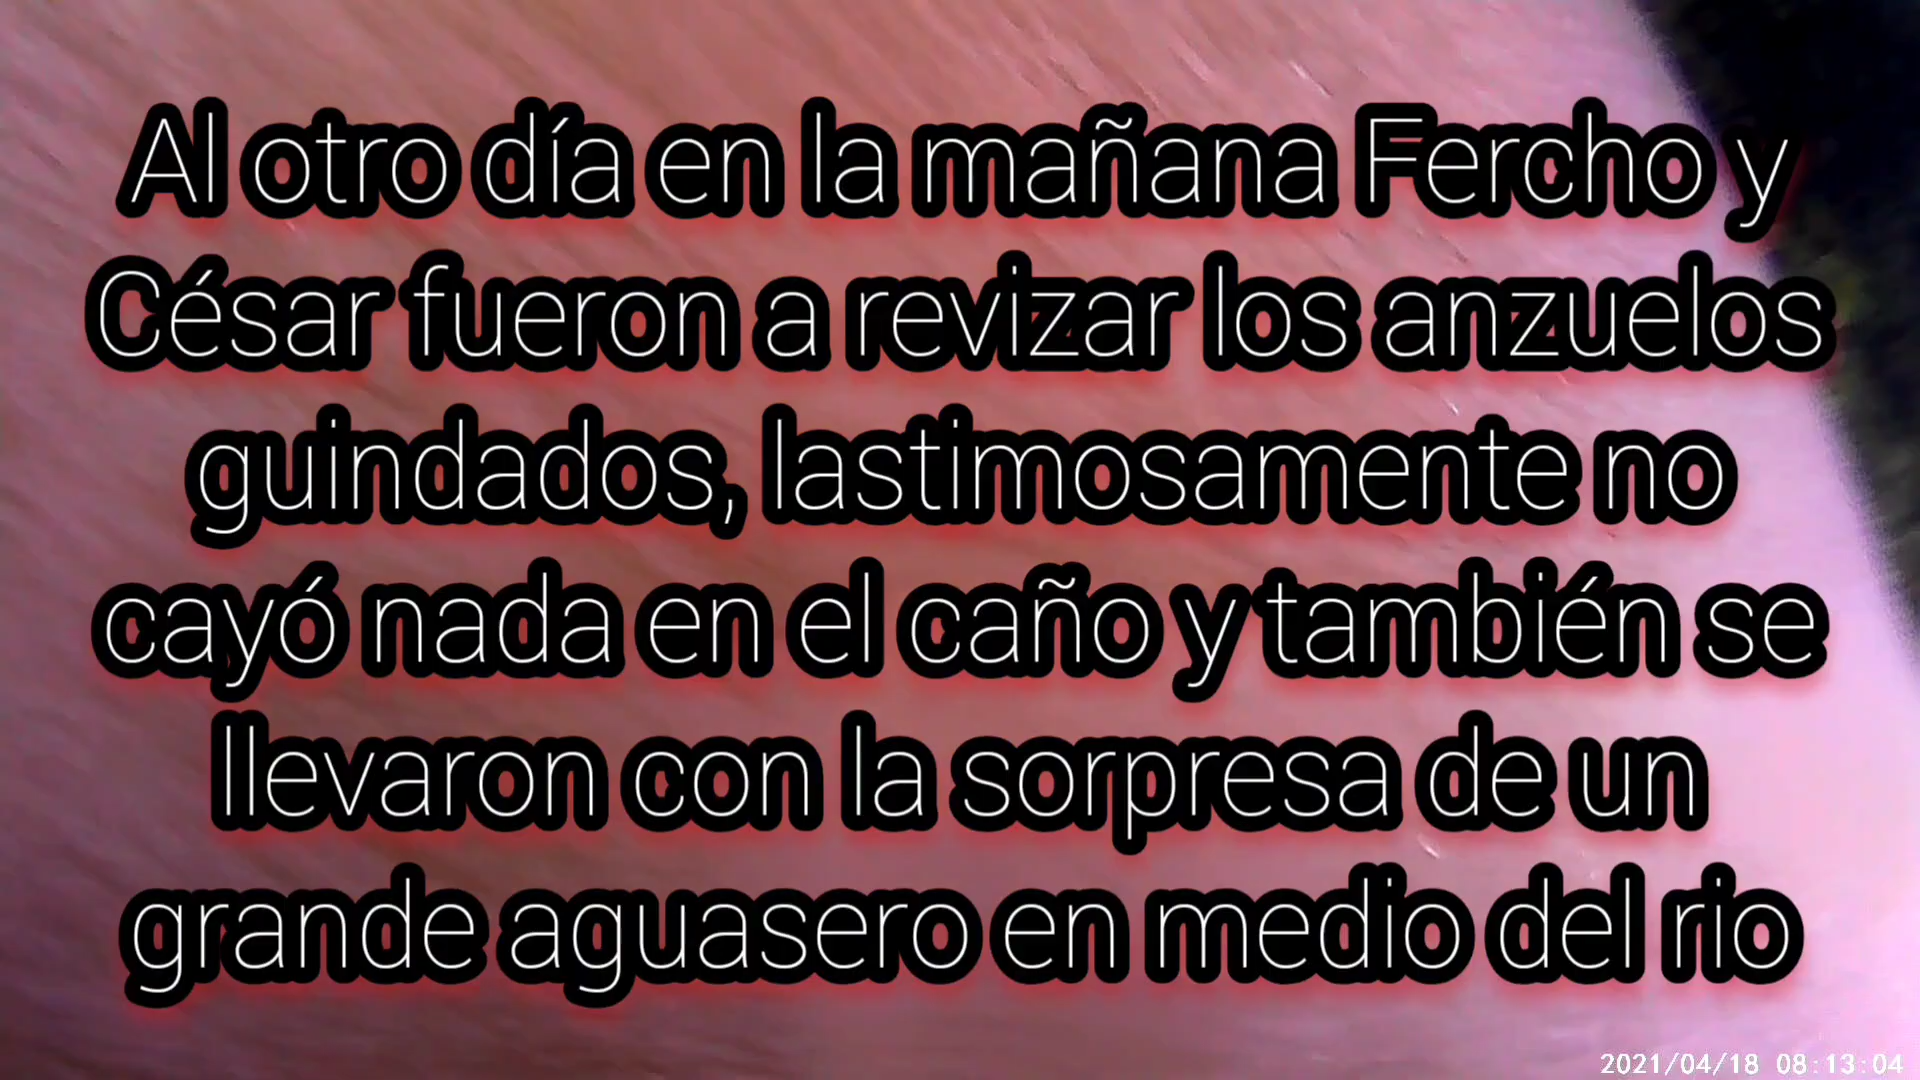 Al otro día en la mañana Fercho y
César fueron a revizar los anzuelos
guindados, lastimosamente no
cayó nada en el caño y también se
llevaron con la sorpresa de un
grande aguasero en medio del rio
2021/04/18 08:13:04